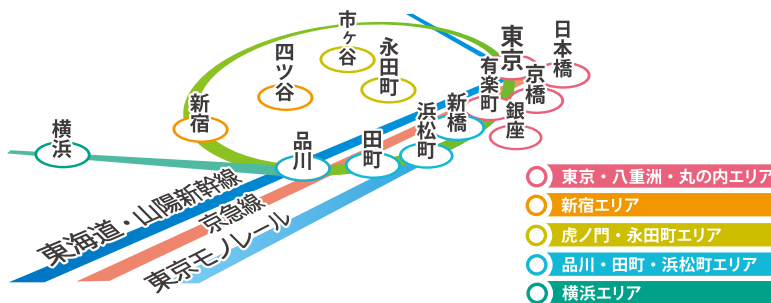 市ヶ谷
四ツ谷
永田町
東京
日本橋
有楽町
京橋
新宿
浜松町
新橋
銀座
横浜
品川
田町
東海道・山陽新幹線
京急線
東京モノレール
東京・八重洲・丸の内エリア
新宿エリア
虎ノ門・永田町エリア
品川・田町・浜松町エリア
横浜エリア